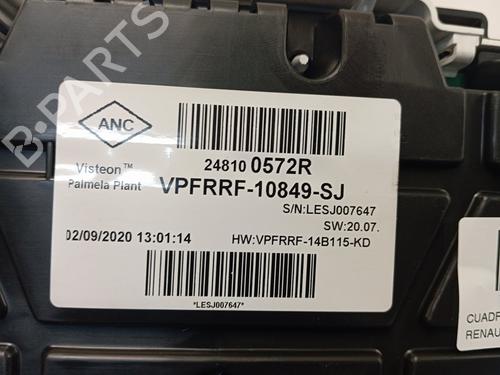 B-PARTS
ANC
Visteon™
Palmela Plant
24810 0572R
VPFRRF-10849-SJ
S/N:LESJ007647
SW:20.07.
02/09/2020 13:01:14
HW:VPFRRF-14B115-KD
*LESJ007647*
CUADR
RENAU